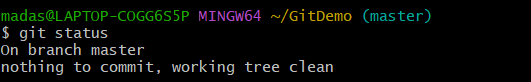 madas@LAPTOP-COGG6S5P MINGW64 ~/GitDemo (master)
$ git status
On branch master
nothing to commit, working tree clean